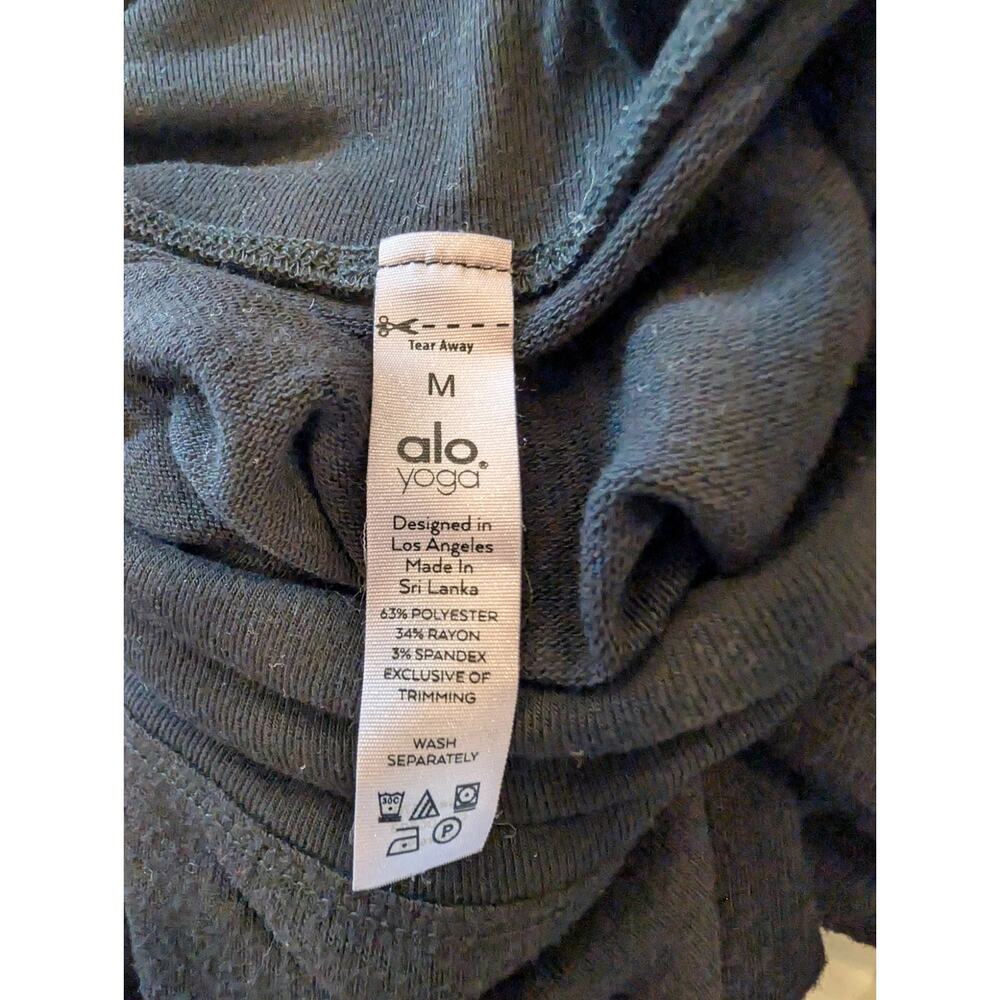 Tear Away
M
alo
yoga®
Designed in
Los Angeles
Made In
Sri Lanka
63% POLYESTER
34% RAYON
3% SPANDEX
EXCLUSIVE OF
TRIMMING
WASH
SEPARATELY
30C
P